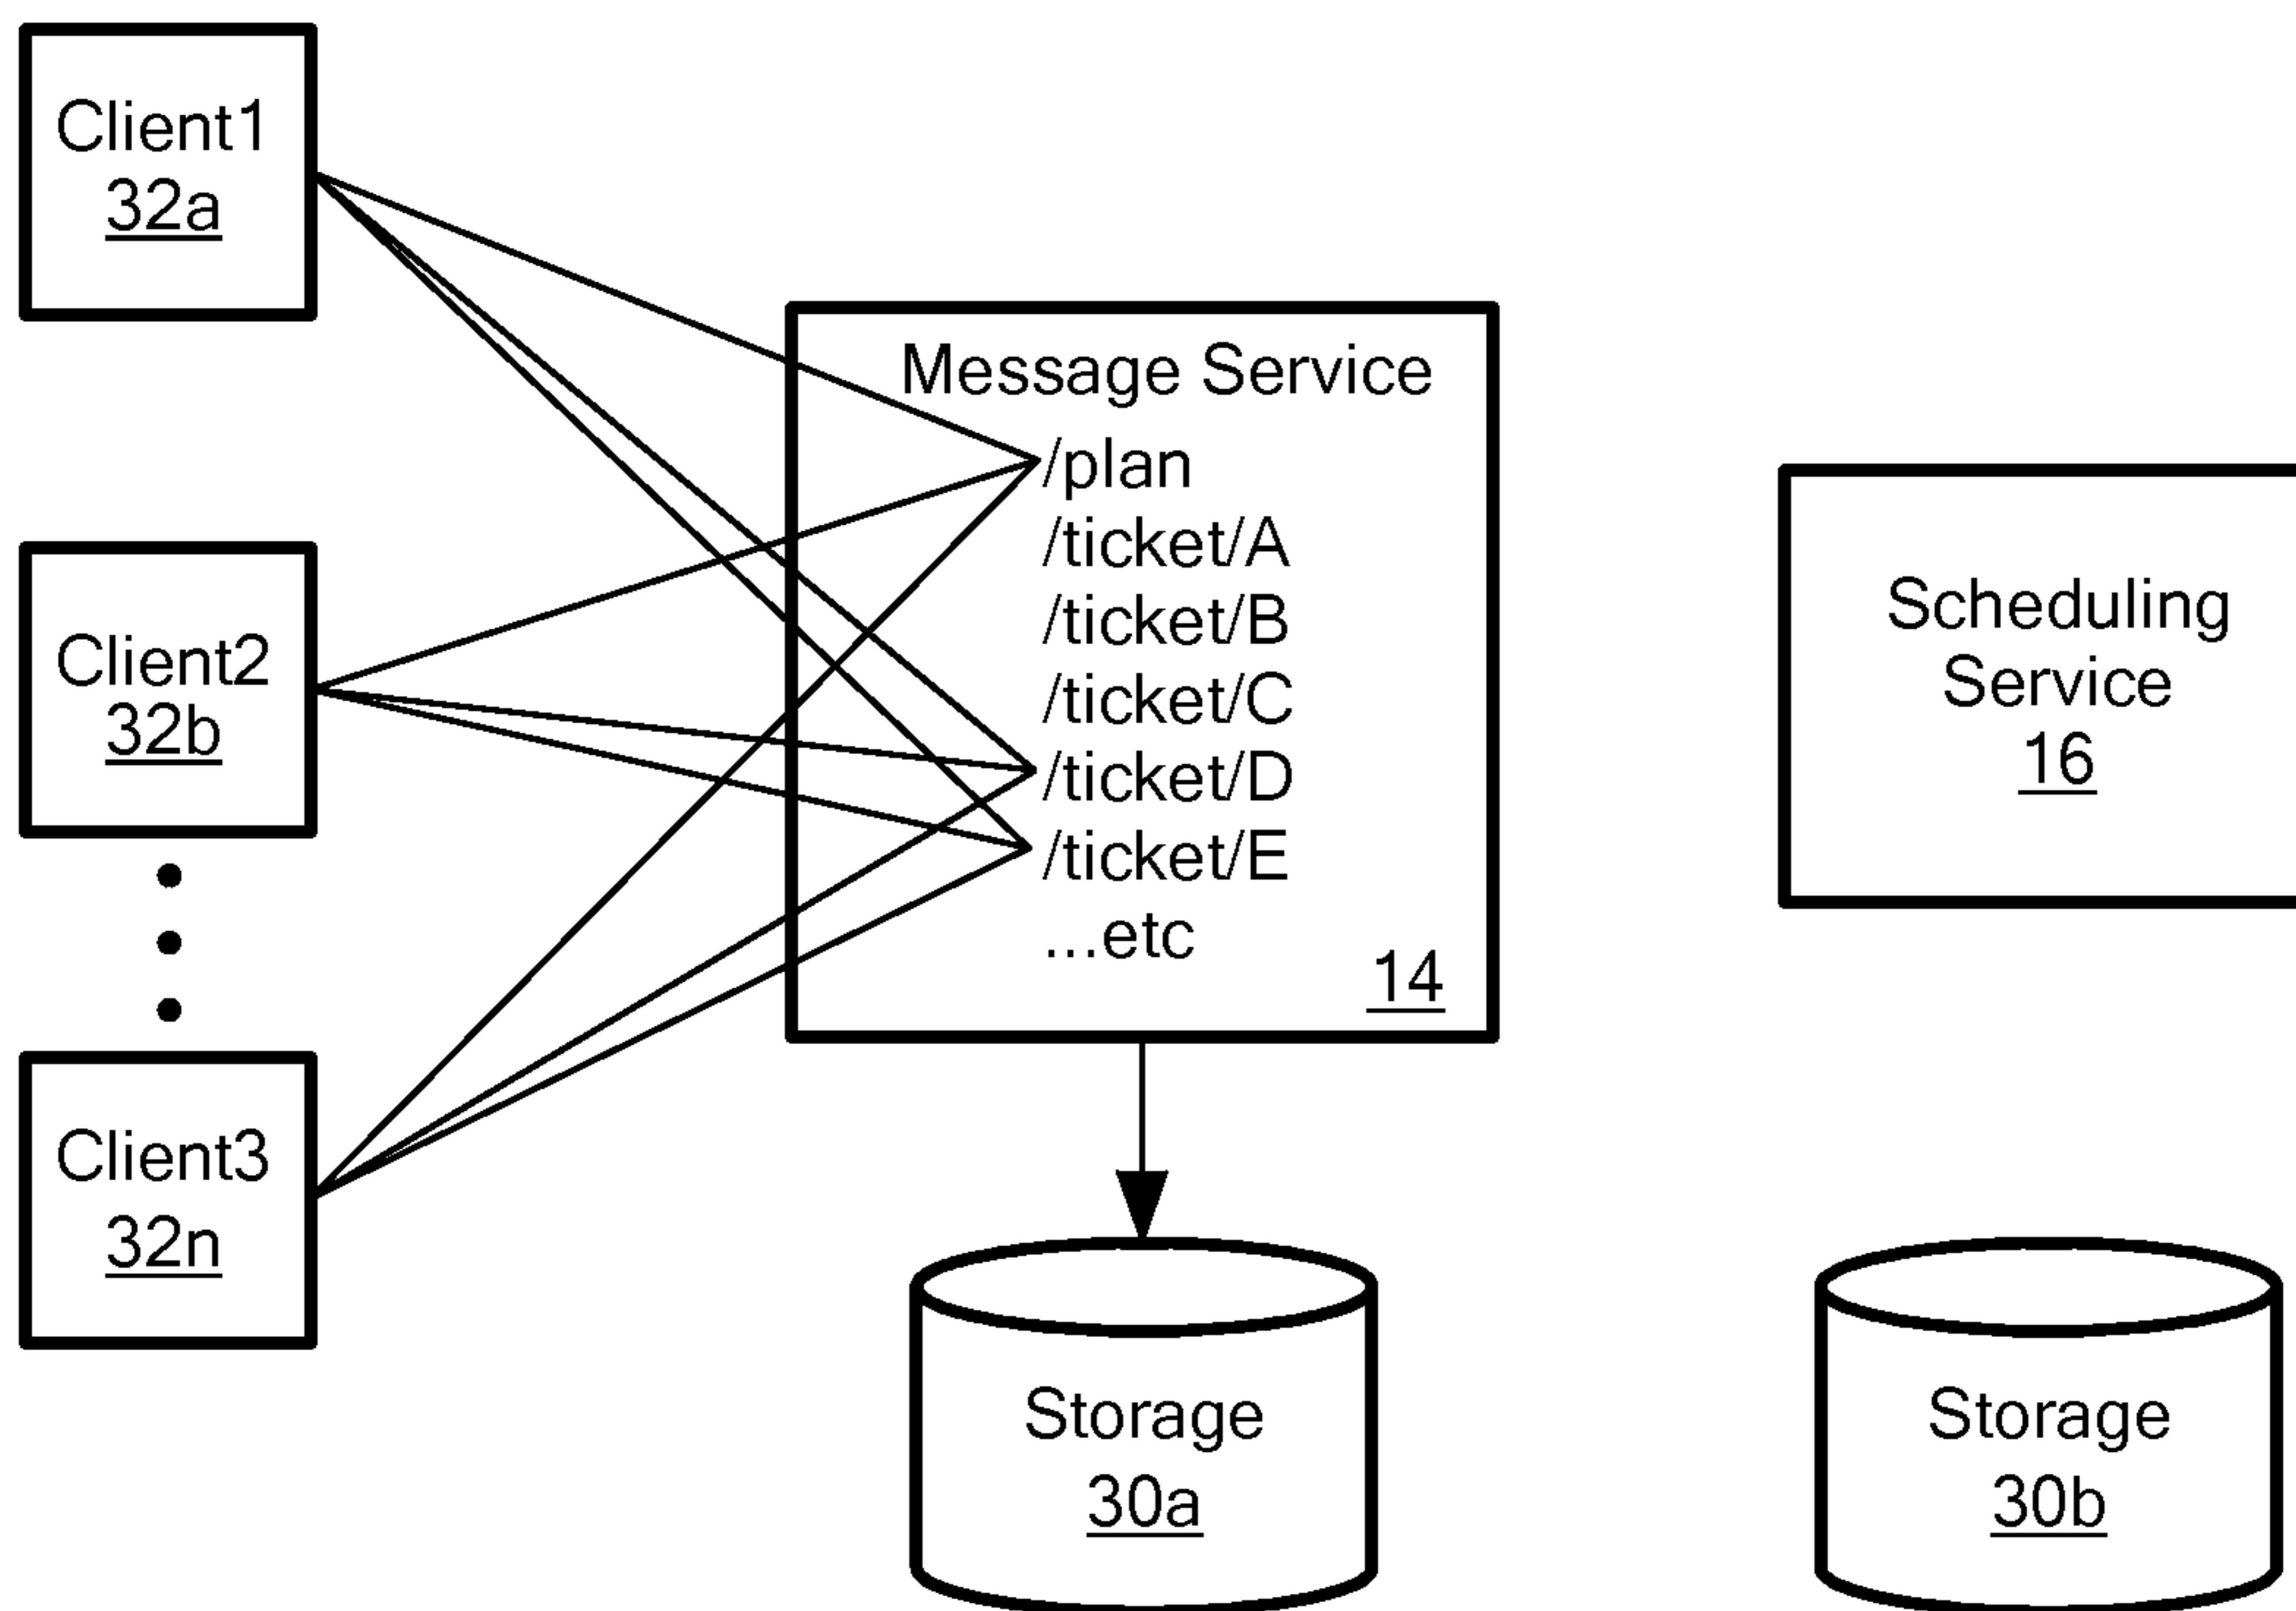 Client1
32a
Client2
32b
Client3
32n
Message Service
/plan
/ticket/A
/ticket/B
/ticket/C
/ticket/D
/ticket/E
...etc
14
Scheduling
Service
16
Storage
30a
Storage
30b